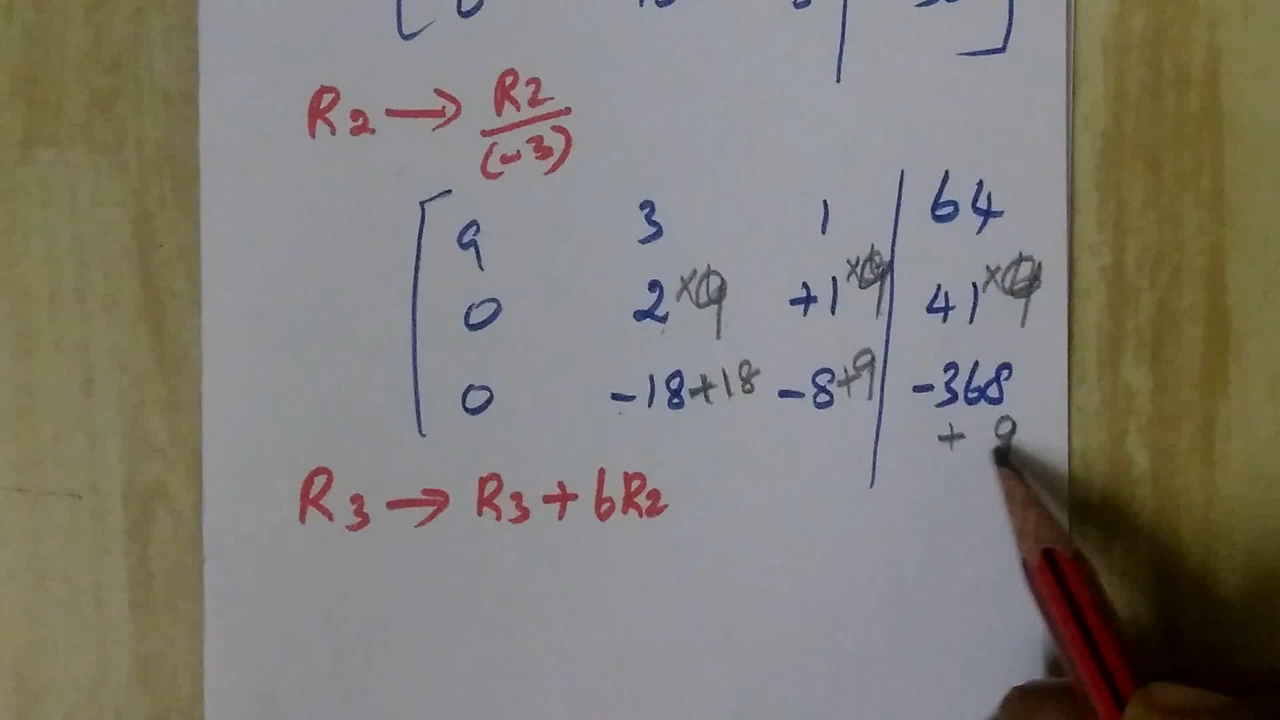 R2 → R2/(-3)
9 3 1 | 64
0 2 ×9 +1 ×9 | 41 ×9
0 -18+18 -8+9 | -368
+ 9
R3 → R3 + 6R2